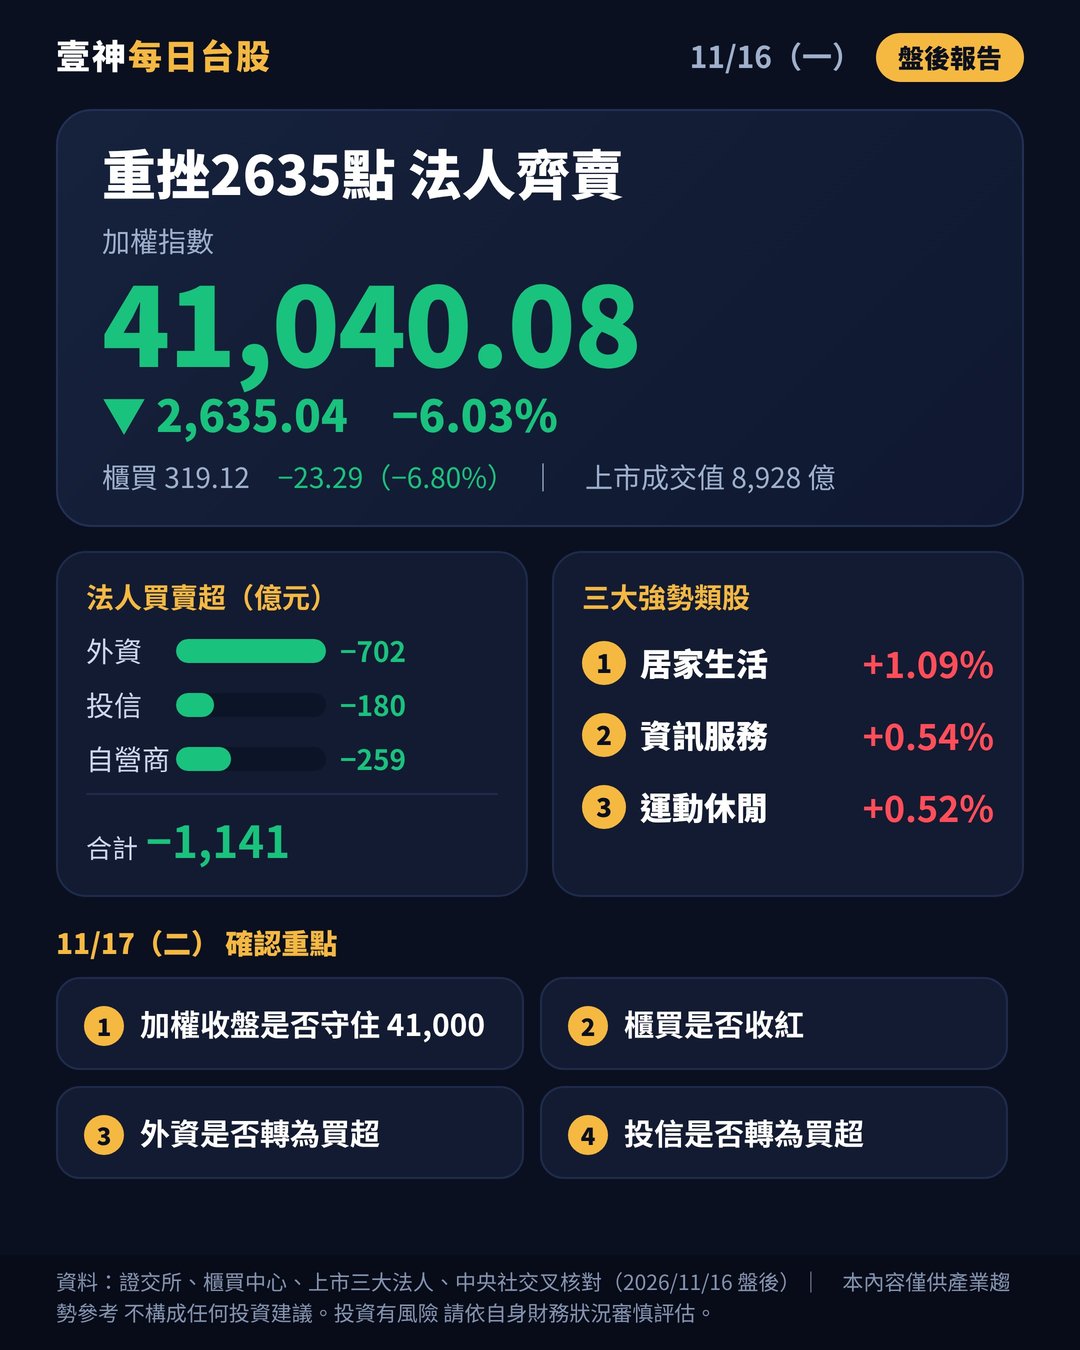 壹神每日台股
11/16（一）
盤後報告
重挫2635點 法人齊賣
加權指數
41,040.08
▼2,635.04 −6.03%
櫃買 319.12 −23.29（−6.80%）｜ 上市成交值 8,928 億
法人買賣超（億元）
外資 −702
投信 −180
自營商 −259
合計 −1,141
三大強勢類股
1 居家生活 +1.09%
2 資訊服務 +0.54%
3 運動休閒 +0.52%
11/17（二） 確認重點
1 加權收盤是否守住 41,000
2 櫃買是否收紅
3 外資是否轉為買超
4 投信是否轉為買超
資料：證交所、櫃買中心、上市三大法人、中央社交叉核對（2026/11/16 盤後）｜ 本內容僅供產業趨
勢參考 不構成任何投資建議。投資有風險 請依自身財務狀況審慎評估。